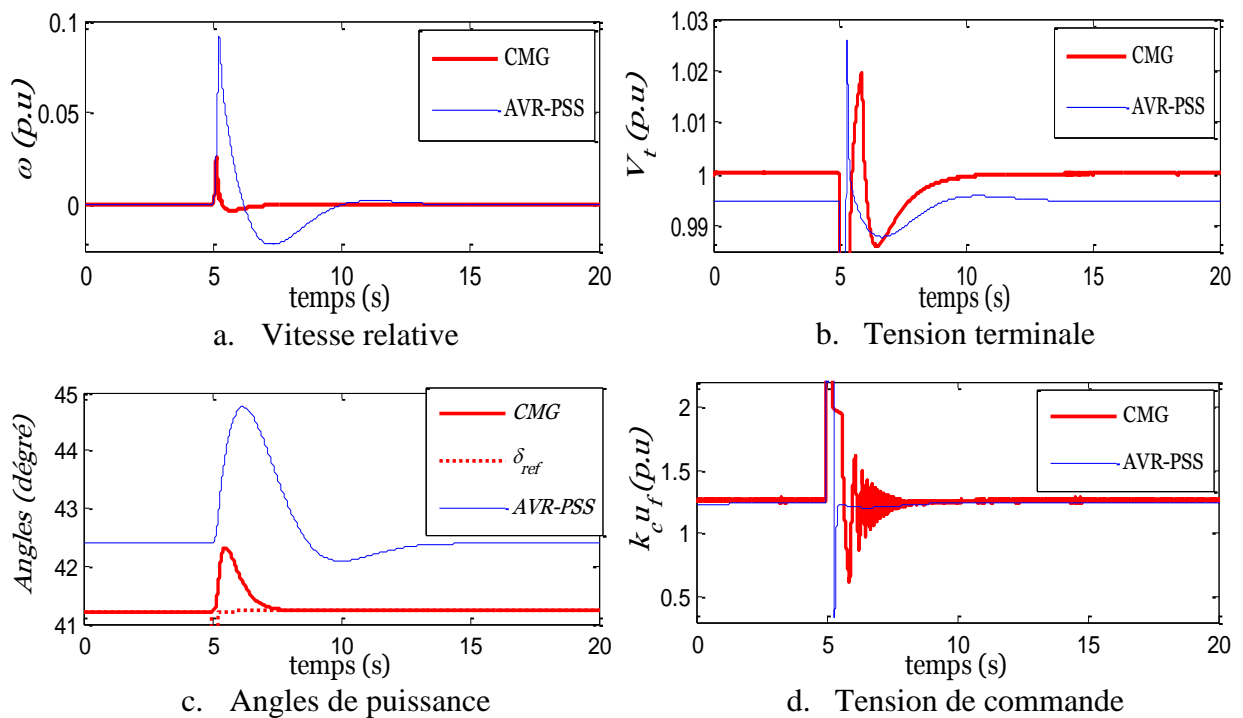 0.1
0.05
0
ω (p.u)
CMG
AVR-PSS
0 5 10 15 20
temps (s)
a. Vitesse relative
1.03
1.02
1.01
1
0.99
V_t (p.u)
CMG
AVR-PSS
0 5 10 15 20
temps (s)
b. Tension terminale
45
44
43
42
41
Angles (dégré)
CMG
δ_ref
AVR-PSS
0 5 10 15 20
temps (s)
c. Angles de puissance
2
1.5
1
0.5
k_c u_f (p.u)
CMG
AVR-PSS
0 5 10 15 20
temps (s)
d. Tension de commande